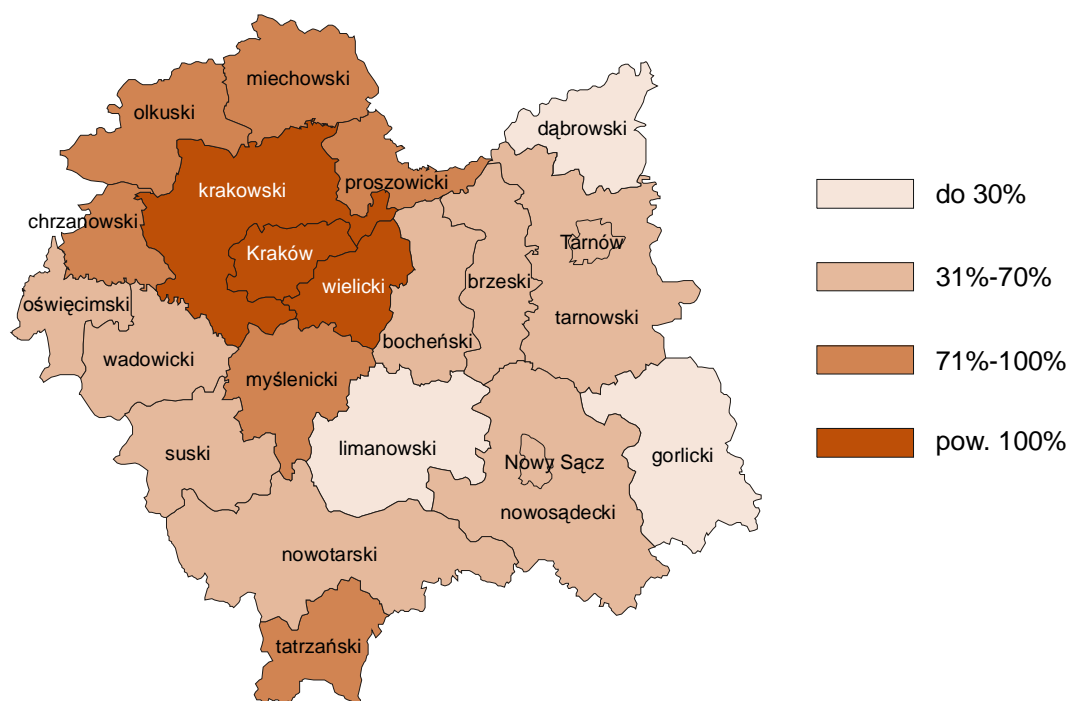 miechowski
olkuski
dąbrowski
krakowski
proszowicki
chrzanowski
Kraków
Tarnów
wielicki
brzeski
oświęcimski
tarnowski
bocheński
wadowicki
myślenicki
suski
limanowski
Nowy Sącz
gorlicki
nowosądecki
nowotarski
tatrzański
do 30%
31%-70%
71%-100%
pow. 100%